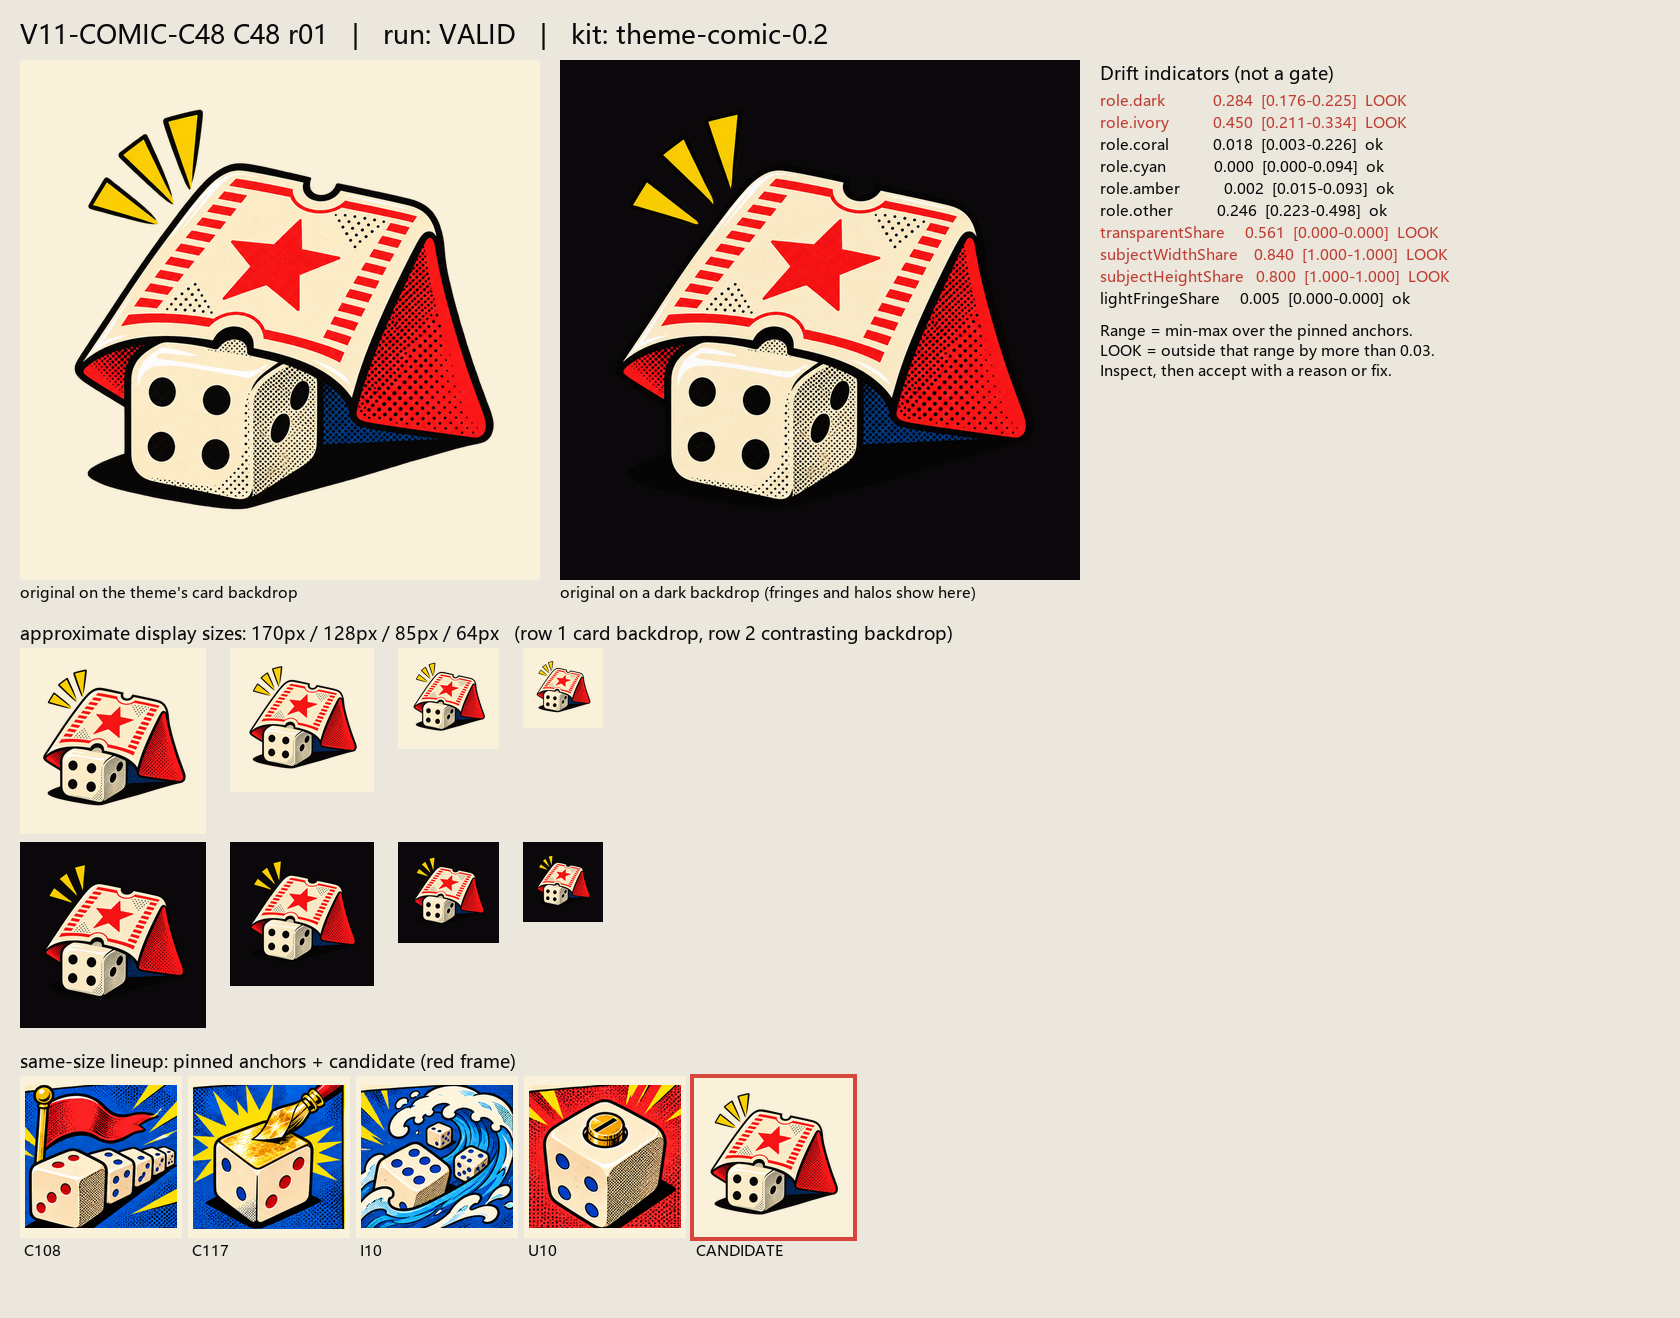 V11-COMIC-C48 C48 r01 | run: VALID | kit: theme-comic-0.2
Drift indicators (not a gate)
role.dark 0.284 [0.176-0.225] LOOK
role.ivory 0.450 [0.211-0.334] LOOK
role.coral 0.018 [0.003-0.226] ok
role.cyan 0.000 [0.000-0.094] ok
role.amber 0.002 [0.015-0.093] ok
role.other 0.246 [0.223-0.498] ok
transparentShare 0.561 [0.000-0.000] LOOK
subjectWidthShare 0.840 [1.000-1.000] LOOK
subjectHeightShare 0.800 [1.000-1.000] LOOK
lightFringeShare 0.005 [0.000-0.000] ok
Range = min-max over the pinned anchors.
LOOK = outside that range by more than 0.03.
Inspect, then accept with a reason or fix.
original on the theme's card backdrop
original on a dark backdrop (fringes and halos show here)
approximate display sizes: 170px / 128px / 85px / 64px (row 1 card backdrop, row 2 contrasting backdrop)
same-size lineup: pinned anchors + candidate (red frame)
C108
C117
I10
U10
CANDIDATE